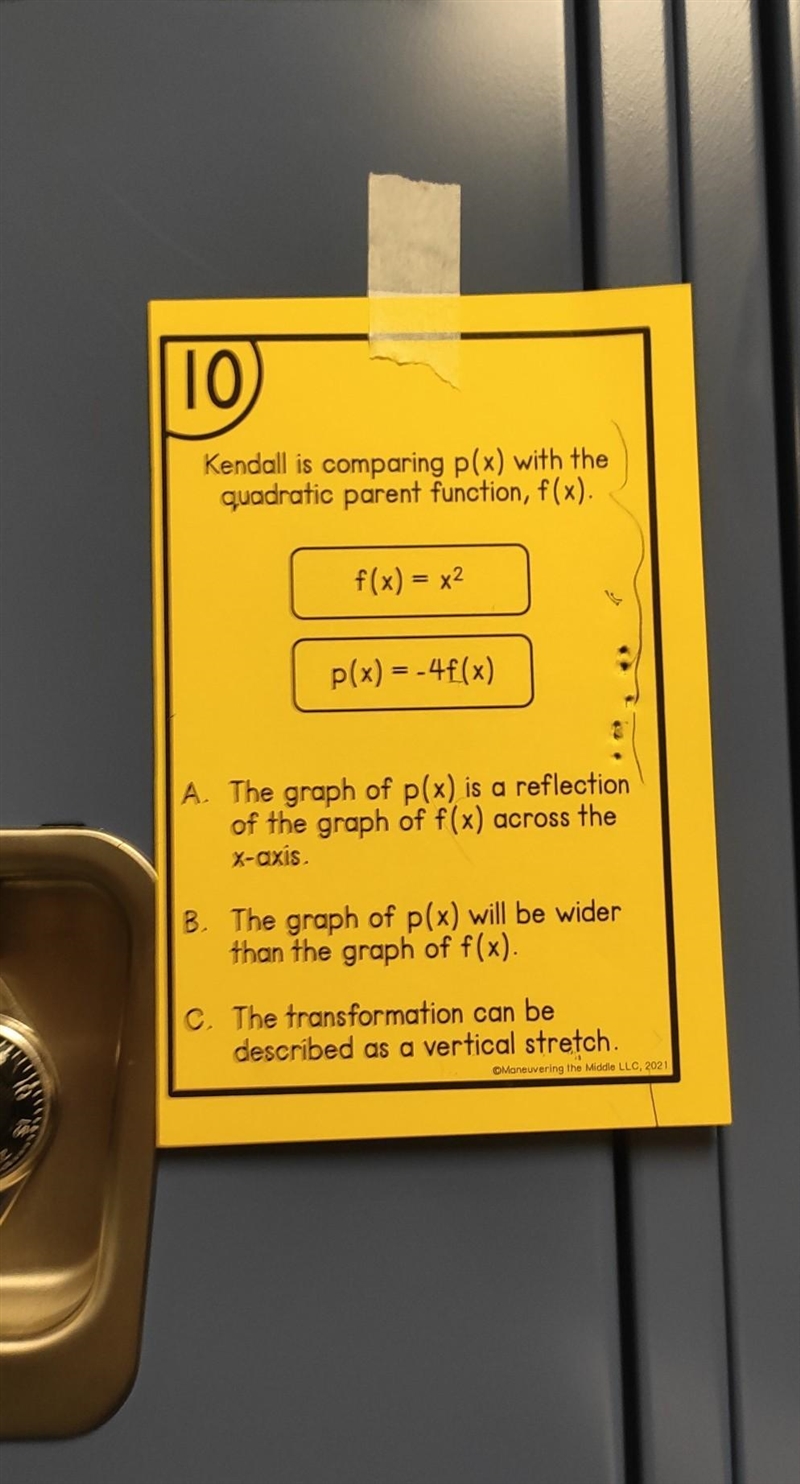 10
Kendall is comparing p(x) with the
quadratic parent function, f(x).
f(x) = x²
p(x) = -4f(x)
A. The graph of p(x) is a reflection
of the graph of f(x) across the
x-axis.
B. The graph of p(x) will be wider
than the graph of f(x).
C. The transformation can be
described as a vertical stretch.
©Maneuvering the Middle LLC, 2021